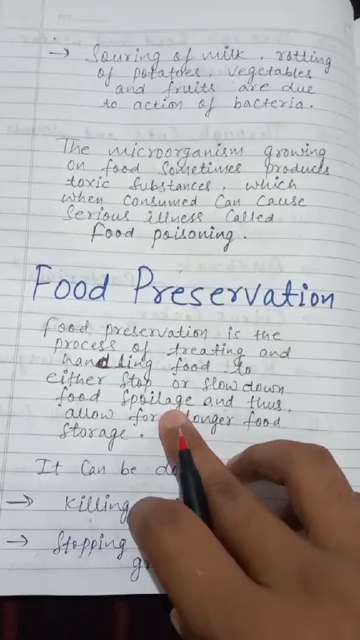 → Souring of milk, rotting
of potatoes, vegetables
and fruits are due
to action of bacteria.
The microorganism growing
on food sometimes produces
toxic substances, which
when consumed can cause
serious illness called
Food poisoning.
Food Preservation
Food preservation is the
process of treating and
handling food to
either stop or slow down
food spoilage and thus,
allow for longer food
storage.
It can be
→ Killing
→ Stopping